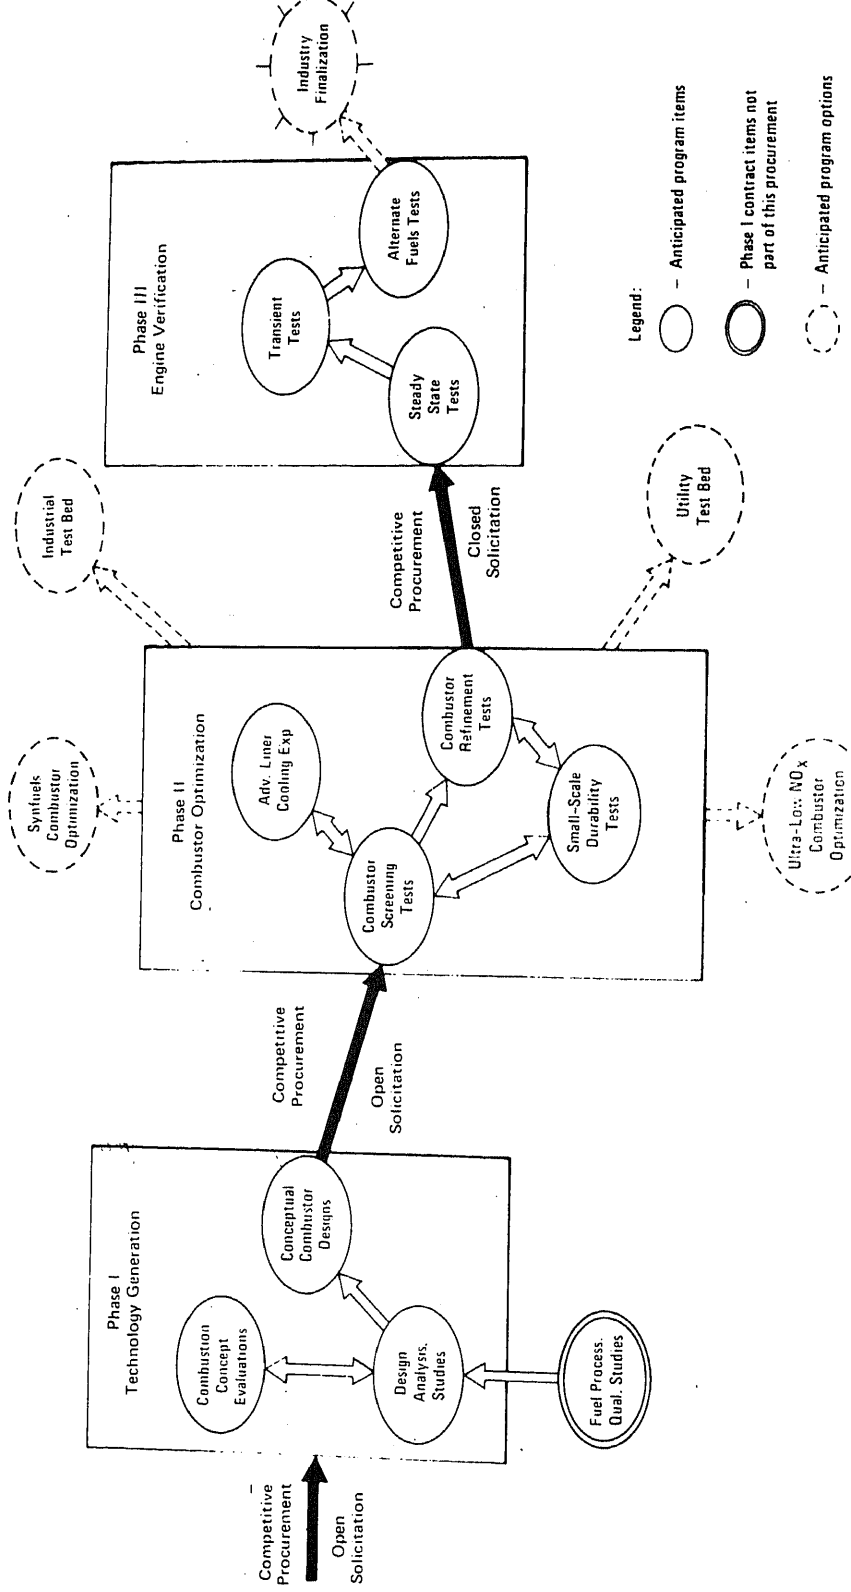 Competitive
Procurement
Open
Solicitation
Phase I
Technology Generation
Combustion
Concept
Evaluations
Design
Analysis.
Studies
Conceptual
Combustor
Designs
Fuel Process.
Qual. Studies
Competitive
Procurement
Open
Solicitation
Synfuels
Combustor
Optimization
Phase II
Combustor Optimization
Adv. Liner
Cooling Exp
Combustor
Screening
Tests
Combustor
Refinement
Tests
Small-Scale
Durability
Tests
Ultra-Low NOx
Combustor
Optimization
Industrial
Test Bed
Utility
Test Bed
Competitive
Procurement
Closed
Solicitation
Phase III
Engine Verification
Steady
State
Tests
Transient
Tests
Alternate
Fuels Tests
Industry
Finalization
Legend:
– Anticipated program items
– Phase I contract items not
part of this procurement
– Anticipated program options